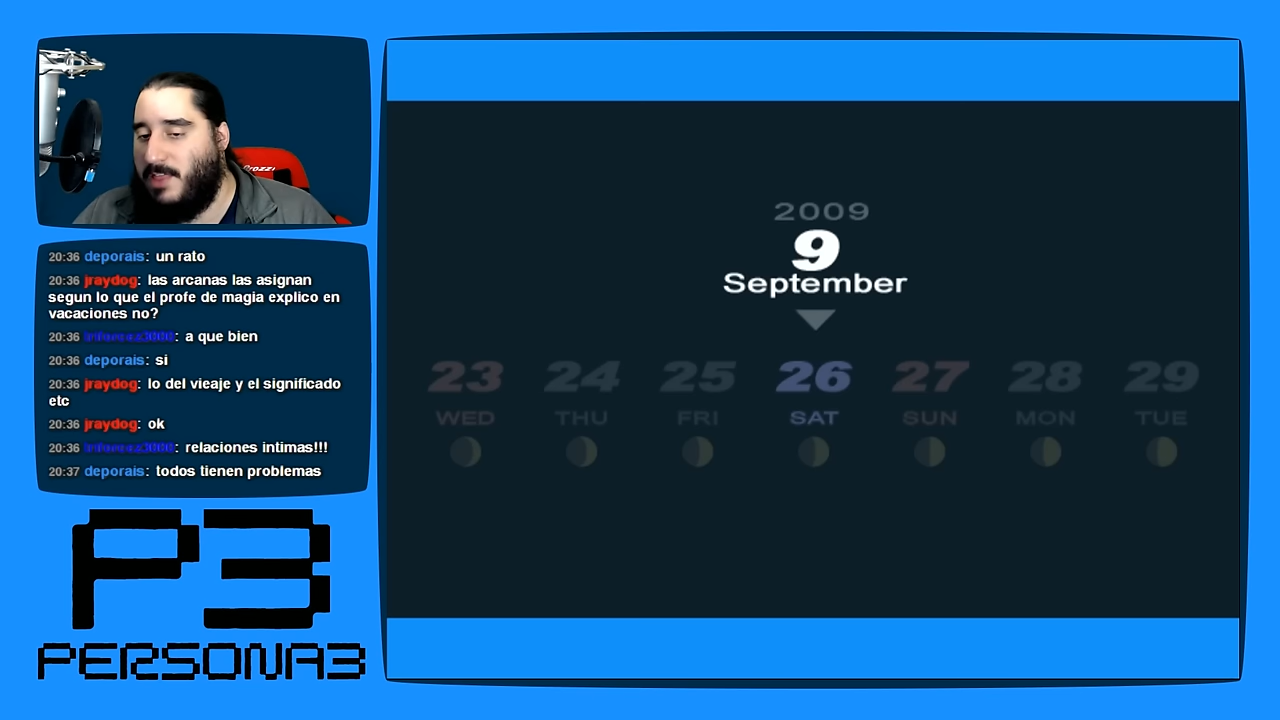 20:36 deporais: un rato
20:36 jraydog: las arcanas las asignan
segun lo que el profe de magia explico en
vacaciones no?
20:36 : a que bien
20:36 deporais: si
20:36 jraydog: lo del vieaje y el significado
etc
20:36 jraydog: ok
20:36 : relaciones intimas!!!
20:37 deporais: todos tienen problemas
P3
PERSONA3
2009
9
September
23 24 25 26 27 28 29
WED THU FRI SAT SUN MON TUE